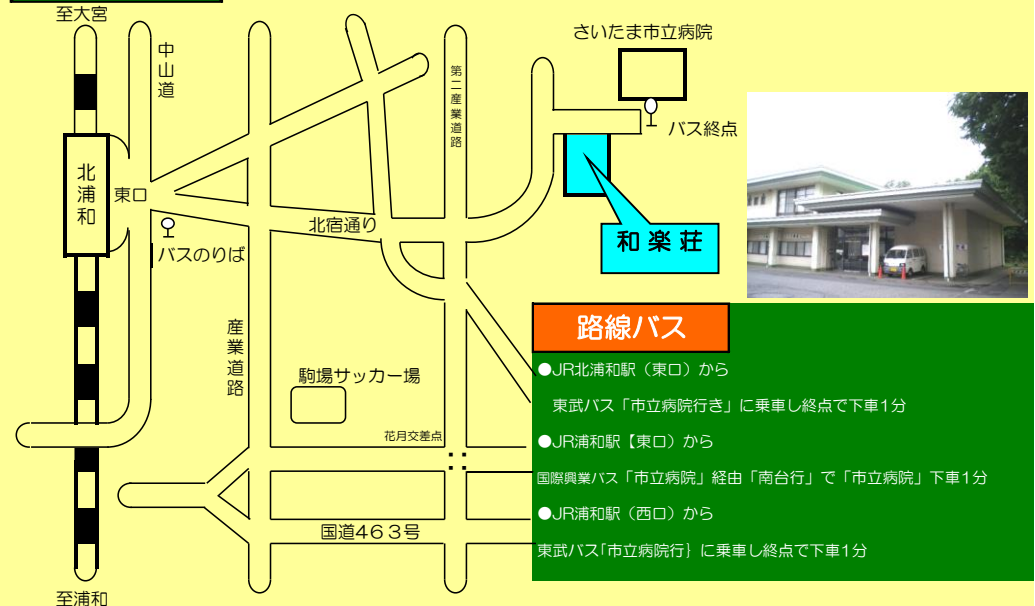 至大宮
中山道
第二産業道路
さいたま市立病院
バス終点
北浦和
東口
バスのりば
北宿通り
和楽荘
産業道路
駒場サッカー場
花月交差点
国道463号
至浦和
路線バス
●JR北浦和駅(東口)から
東武バス「市立病院行き」に乗車し終点で下車1分
●JR浦和駅【東口)から
国際興業バス「市立病院」経由「南台行」で「市立病院」下車1分
●JR浦和駅(西口)から
東武バス「市立病院行}に乗車し終点で下車1分